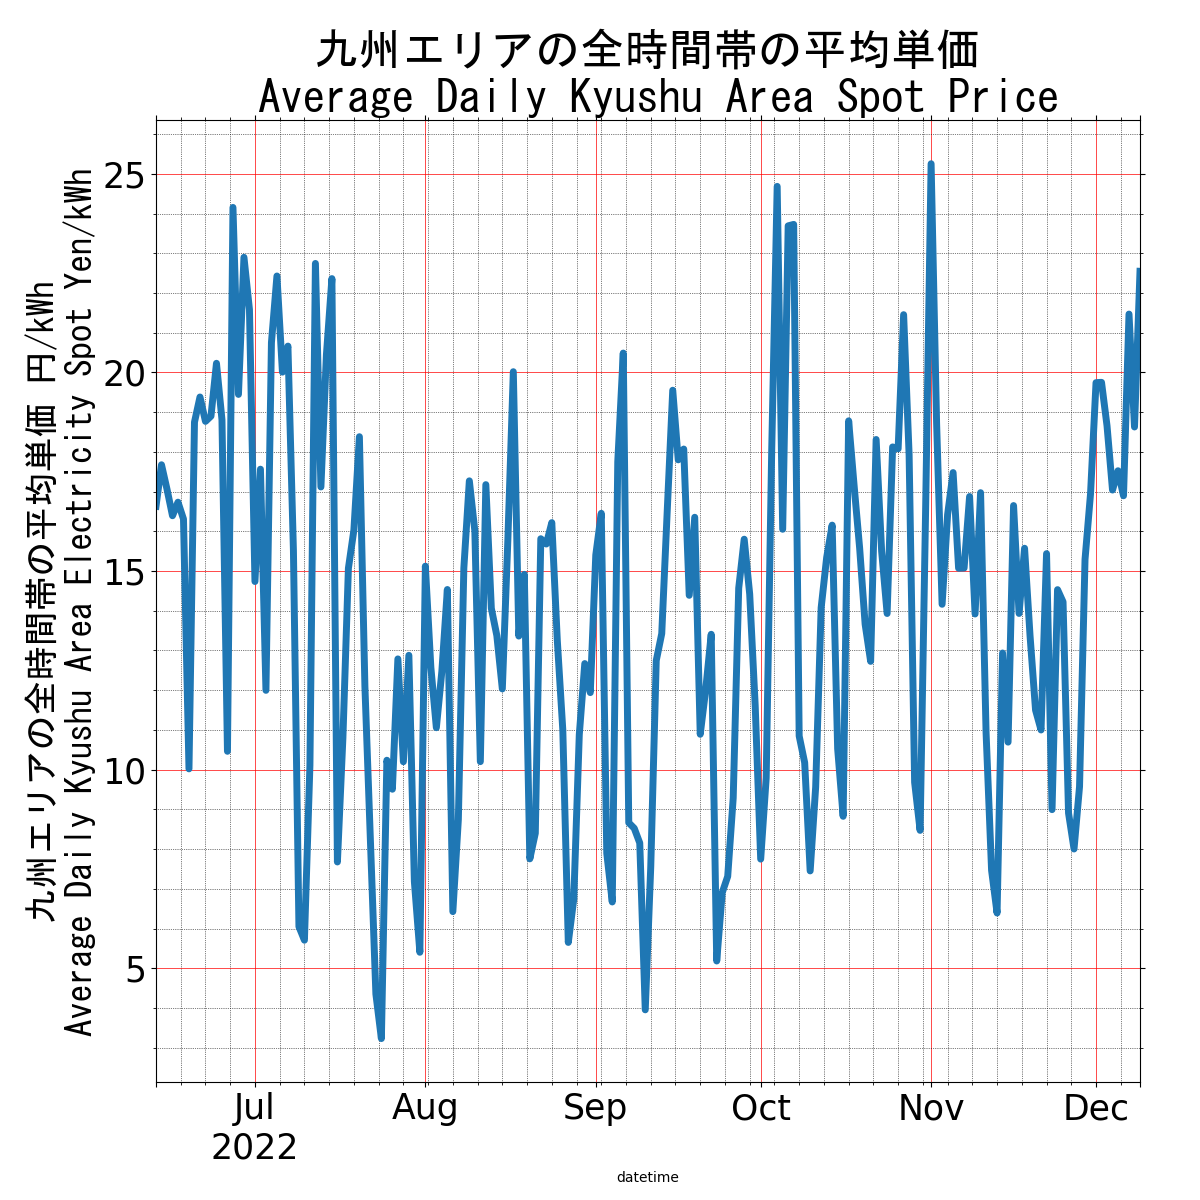 九州エリアの全時間帯の平均単価
Average Daily Kyushu Area Spot Price
九州エリアの全時間帯の平均単価 円/kWh
Average Daily Kyushu Area Electricity Spot Yen/kWh
25
20
15
10
5
Jul
2022
Aug
Sep
Oct
Nov
Dec
datetime